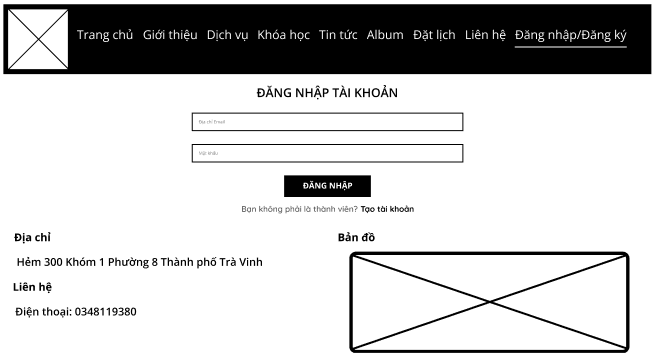 Trang chủ Giới thiệu Dịch vụ Khóa học Tin tức Album Đặt lịch Liên hệ Đăng nhập/Đăng ký
ĐĂNG NHẬP TÀI KHOẢN
Địa chỉ Email
Mật khẩu
ĐĂNG NHẬP
Bạn không phải là thành viên? Tạo tài khoản
Địa chỉ
Hẻm 300 Khóm 1 Phường 8 Thành phố Trà Vinh
Liên hệ
Điện thoại: 0348119380
Bản đồ